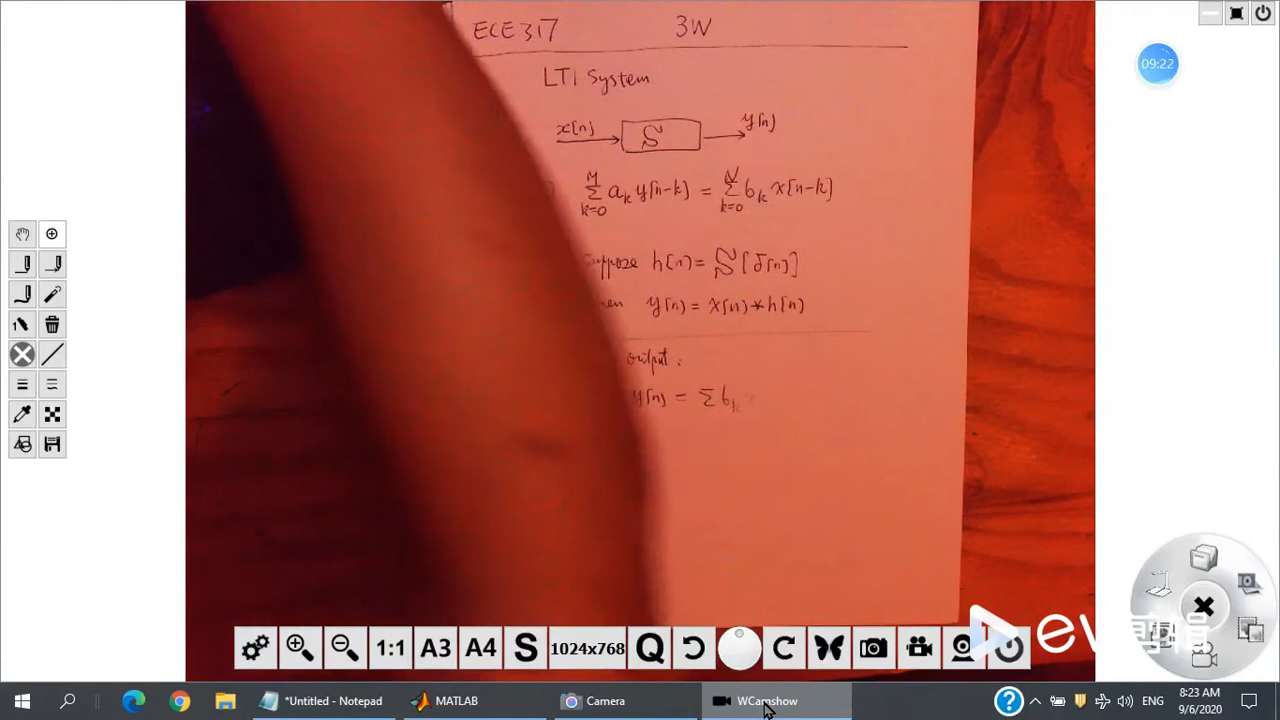 ECE 317 3W
09:22
LTI System
x[n] S y[n]
M ∑ k=0 a_k y[n-k] = N ∑ k=0 b_k x[n-k]
h[n] = S[δ[n]]
y[n] = x[n] * h[n]
output :
y[n] = ∑ b_k
1:1 A3 A4 S 1024x768 Q
*Untitled - Notepad MATLAB Camera WCamshow ENG 8:23 AM
9/6/2020